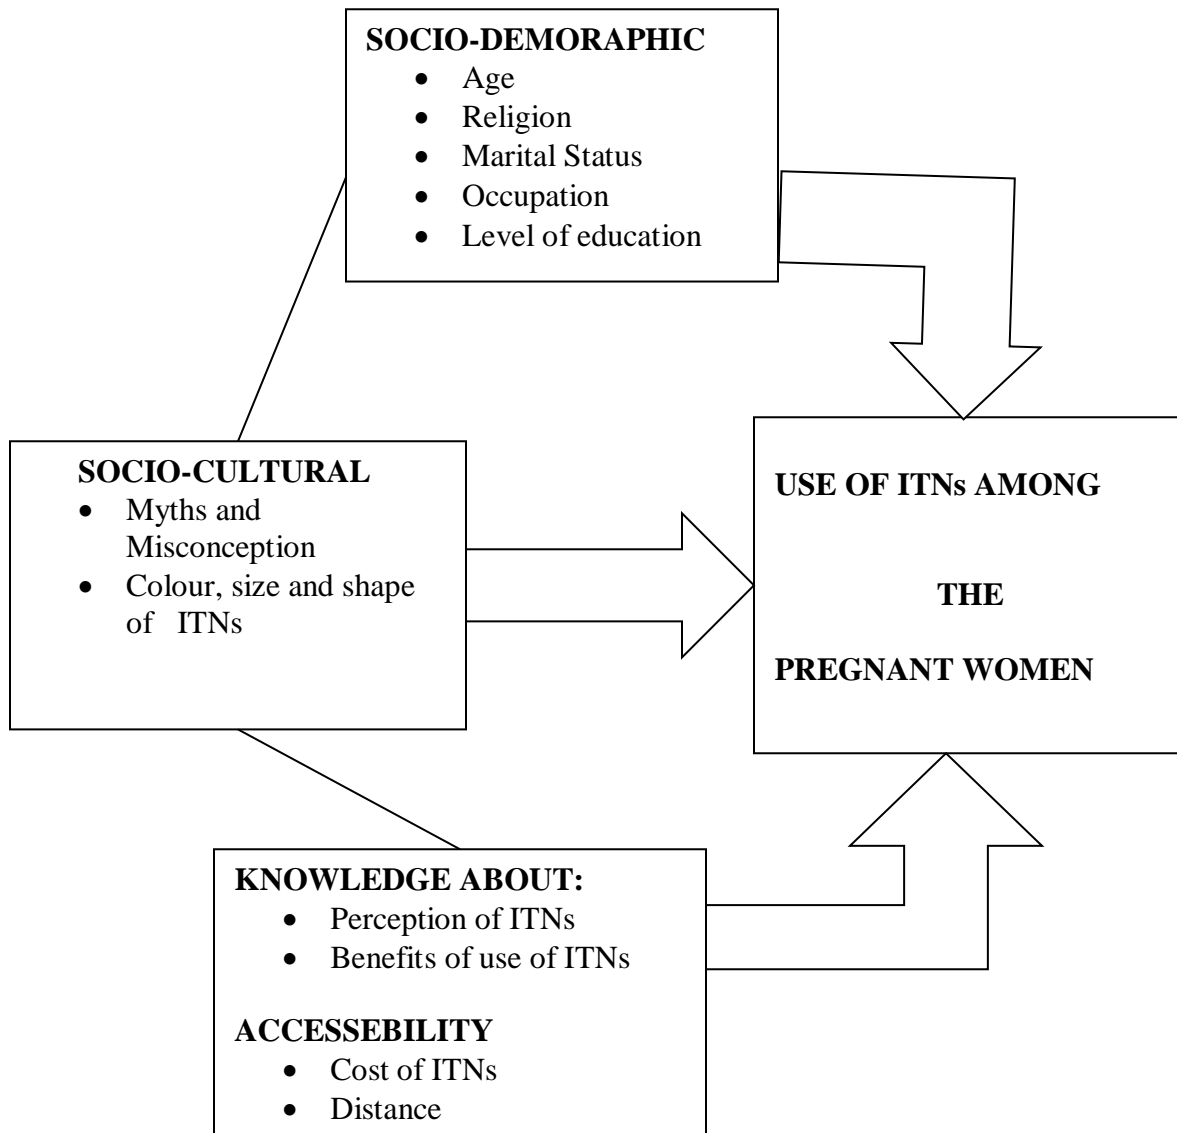 SOCIO-DEMORAPHIC
• Age
• Religion
• Marital Status
• Occupation
• Level of education
SOCIO-CULTURAL
• Myths and
Misconception
• Colour, size and shape
of ITNs
USE OF ITNs AMONG
THE
PREGNANT WOMEN
KNOWLEDGE ABOUT:
• Perception of ITNs
• Benefits of use of ITNs
ACCESSEBILITY
• Cost of ITNs
• Distance